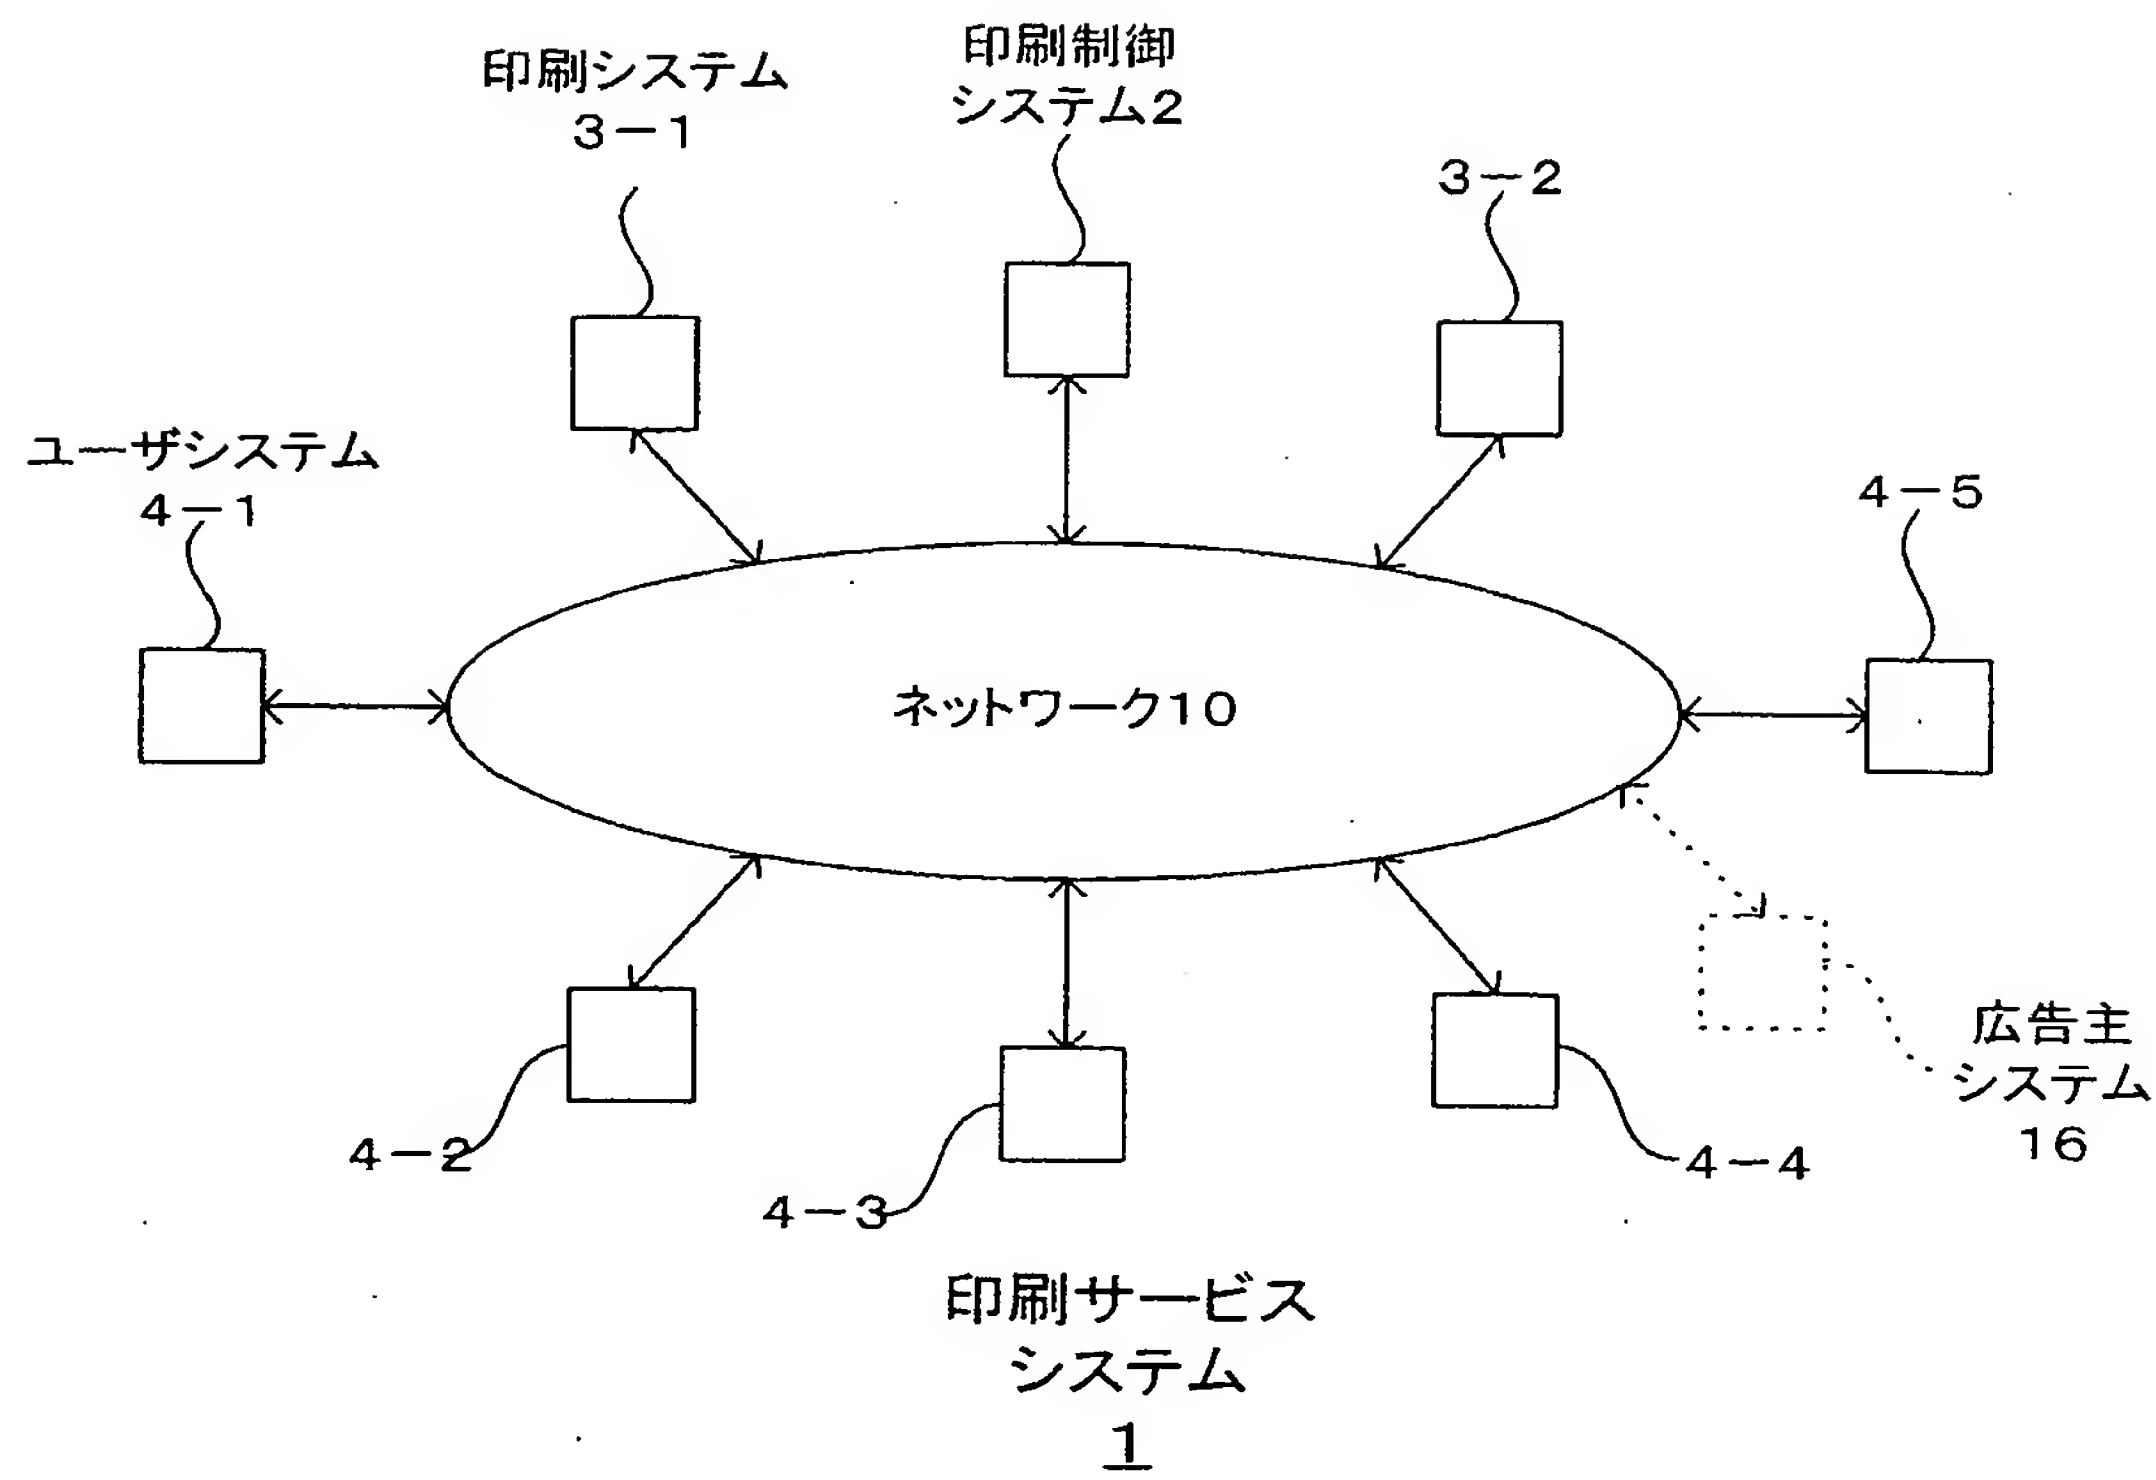 印刷システム
3－1
印刷制御
システム2
3－2
ユーザシステム
4－1
4－5
ネットワーク10
4－2
4－3
4－4
広告主
システム
16
印刷サービス
システム
1